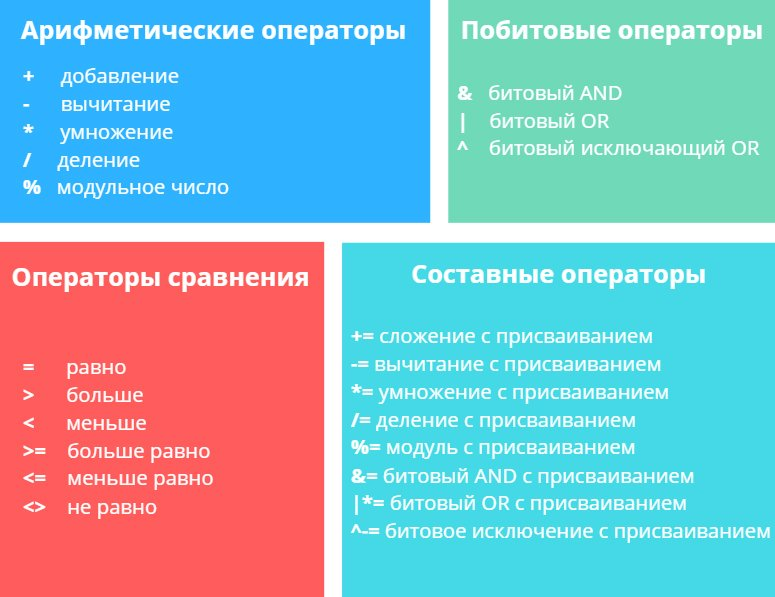 Арифметические операторы
+ добавление
- вычитание
* умножение
/ деление
% модульное число
Побитовые операторы
& битовый AND
| битовый OR
^ битовый исключающий OR
Операторы сравнения
= равно
> больше
< меньше
>= больше равно
<= меньше равно
<> не равно
Составные операторы
+= сложение с присваиванием
-= вычитание с присваиванием
*= умножение с присваиванием
/= деление с присваиванием
%= модуль с присваиванием
&= битовый AND с присваиванием
|*= битовый OR с присваиванием
^-= битовое исключение с присваиванием